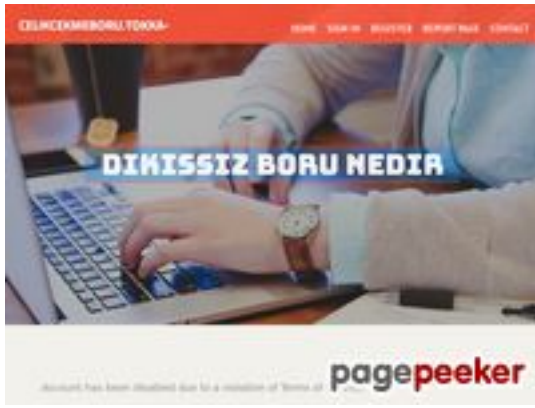 CELIKCEKMEBORU.YOKKA-
HOME SIGN IN REGISTER REPORT PAGE CONTACT
DIKISSIZ BORU NEDIR
Account has been disabled due to a violation of Terms of
pagepeeker